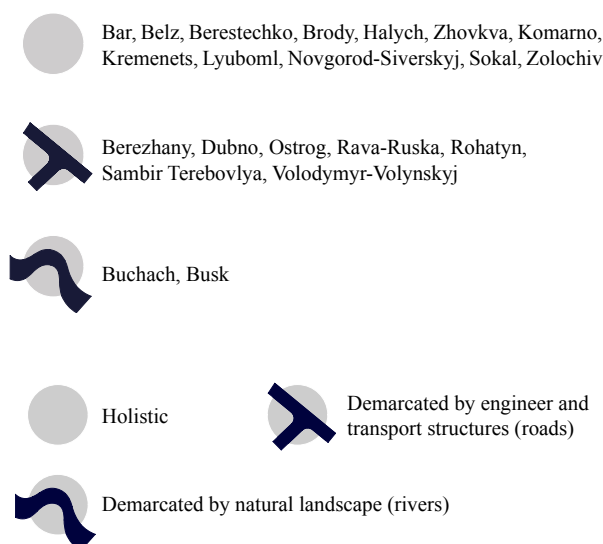 Bar, Belz, Berestechko, Brody, Halych, Zhovkva, Komarno,
Kremenets, Lyuboml, Novgorod-Siverskyj, Sokal, Zolochiv
Berezhany, Dubno, Ostrog, Rava-Ruska, Rohatyn,
Sambir Terebovlya, Volodymyr-Volynskyj
Buchach, Busk
Holistic
Demarcated by engineer and
transport structures (roads)
Demarcated by natural landscape (rivers)